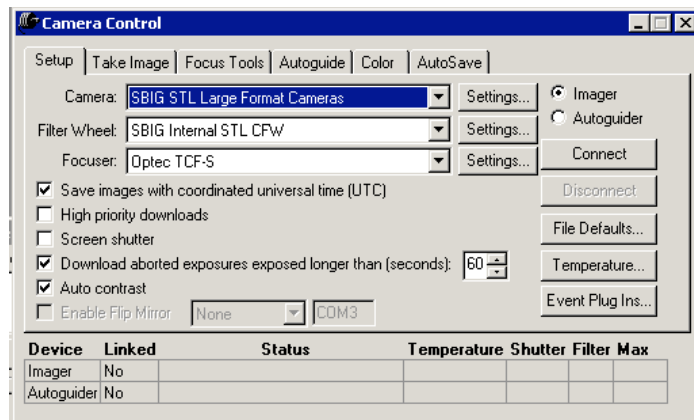 Camera Control
Setup Take Image Focus Tools Autoguide Color AutoSave
Camera: SBIG STL Large Format Cameras Settings... Imager
Autoguider
Filter Wheel: SBIG Internal STL CFW Settings...
Focuser: Optec TCF-S Settings... Connect
Save images with coordinated universal time (UTC) Disconnect
High priority downloads
File Defaults...
Screen shutter
Download aborted exposures exposed longer than (seconds): 60 Temperature...
Auto contrast
Event Plug Ins...
Enable Flip Mirror None COM3
Device Linked Status Temperature Shutter Filter Max
Imager No
Autoguider No